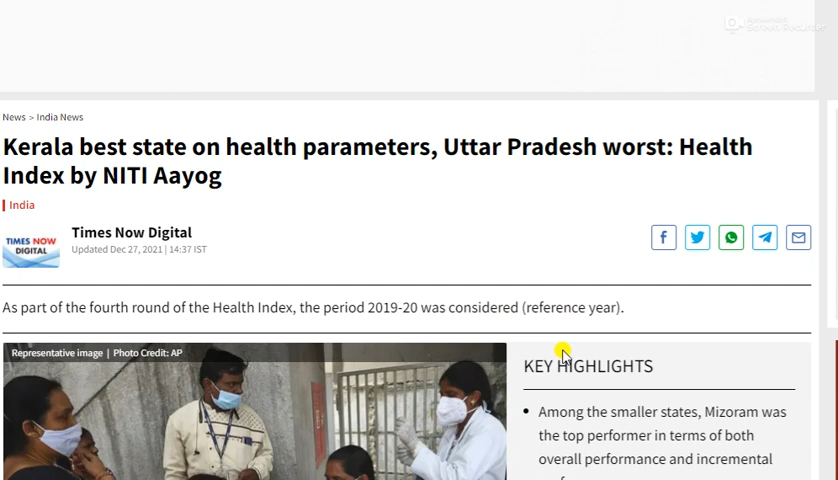 Screen Recorder
News > India News
Kerala best state on health parameters, Uttar Pradesh worst: Health
Index by NITI Aayog
India
TIMES NOW
DIGITAL
Times Now Digital
Updated Dec 27, 2021 | 14:37 IST
As part of the fourth round of the Health Index, the period 2019-20 was considered (reference year).
Representative image | Photo Credit: AP
KEY HIGHLIGHTS
Among the smaller states, Mizoram was
the top performer in terms of both
overall performance and incremental